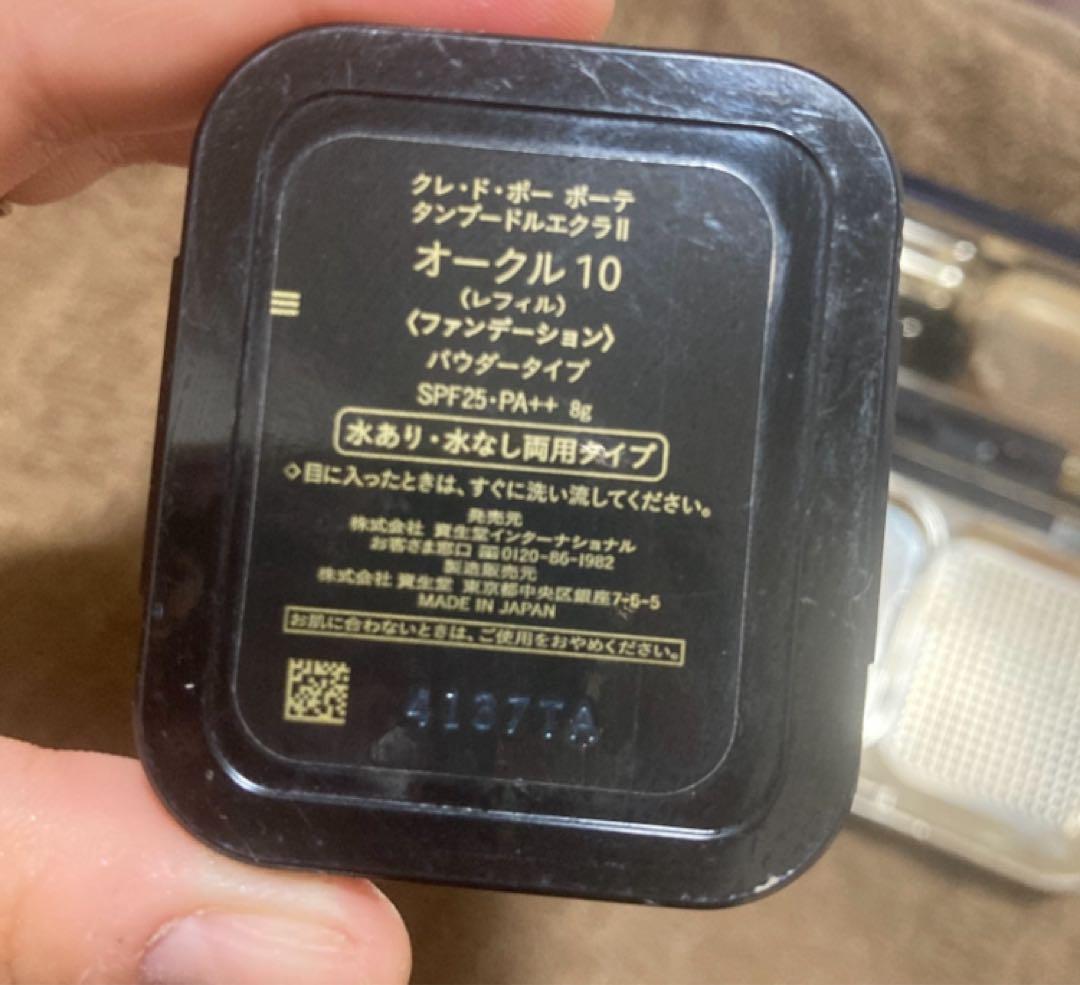 クレ・ド・ポー ボーテ
タンプードルエクラⅡ
オークル 10
(レフィル)
〈ファンデーション〉
パウダータイプ
SPF25・PA++ 8g
水あり・水なし両用タイプ
◇目に入ったときは、すぐに洗い流してください。
発売元
株式会社 資生堂インターナショナル
お客さま窓口 0120-86-1982
製造販売元
株式会社 資生堂 東京都中央区銀座7-5-5
MADE IN JAPAN
お肌に合わないときは、ご使用をおやめください。
4137TA